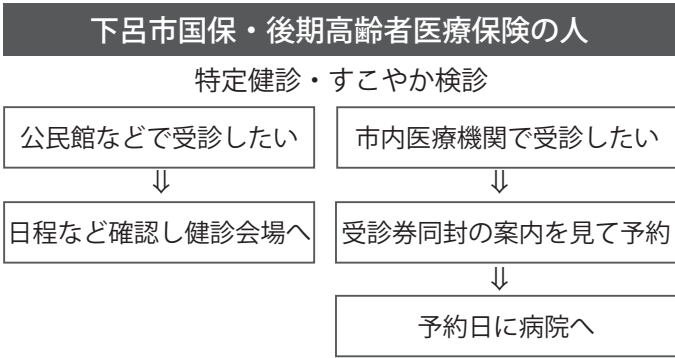 下呂市国保・後期高齢者医療保険の人
特定健診・すこやか検診
公民館などで受診したい
⇓
日程など確認し健診会場へ
市内医療機関で受診したい
⇓
受診券同封の案内を見て予約
⇓
予約日に病院へ